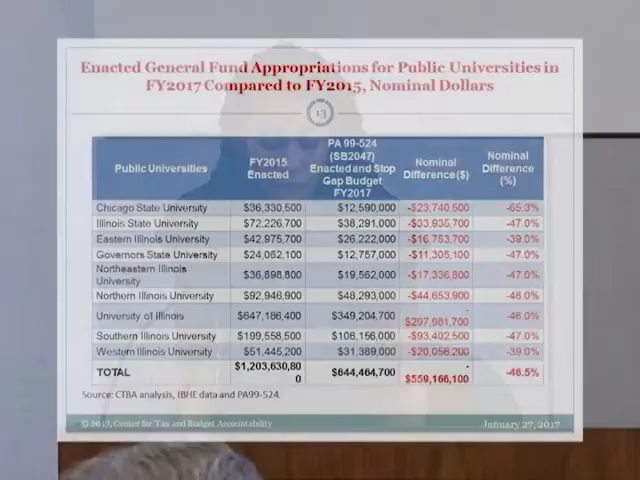 Enacted General Fund Appropriations for Public Universities in
FY2017 Compared to FY2015, Nominal Dollars
13
Public Universities FY2015 Enacted PA 99-524 (SB2047) Enacted and Stop Gap Budget FY2017 Nominal Difference ($) Nominal Difference (%)
Chicago State University $36,330,500 $12,590,000 -$23,740,500 -65.3%
Illinois State University $72,226,700 $38,291,000 -$33,935,700 -47.0%
Eastern Illinois University $42,975,700 $26,222,000 -$16,753,700 -39.0%
Governors State University $24,062,100 $12,757,000 -$11,305,100 -47.0%
Northeastern Illinois University $36,898,800 $19,562,000 -$17,336,800 -47.0%
Northern Illinois University $92,946,900 $48,293,000 -$44,653,900 -48.0%
University of Illinois $647,186,400 $349,204,700 -$297,981,700 -46.0%
Southern Illinois University $199,558,500 $106,156,000 -$93,402,500 -47.0%
Western Illinois University $51,445,200 $31,389,000 -$20,056,200 -39.0%
TOTAL $1,203,630,800 $644,464,700 -$559,166,100 -46.5%
Source: CTBA analysis, IBHE data and PA99-524.
© 2017, Center for Tax and Budget Accountability January 27, 2017